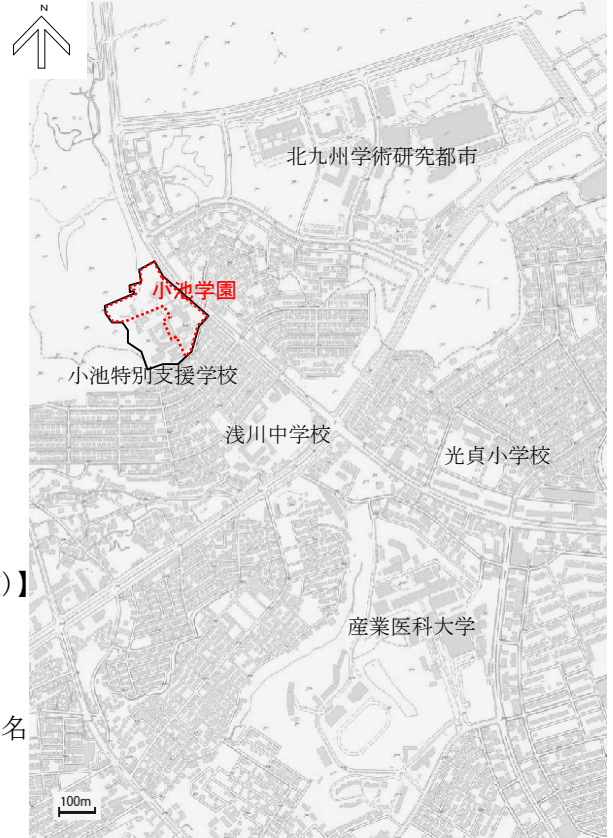 N
北九州学術研究都市
小池学園
小池特別支援学校
浅川中学校
光貞小学校
)】
産業医科大学
名
100m